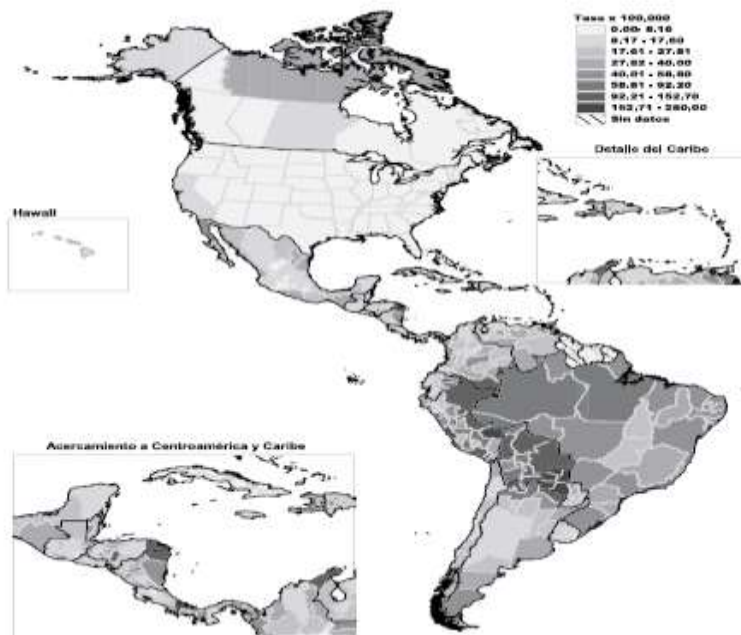 Tasa x 100,000
0.00- 8.16
8,17 - 17,60
17.61 - 27.81
27.82 - 40.00
40,01 - 58,80
58.81 - 92.20
92,21 - 152,70
152,71 - 260,00
Sin datos
Detalle del Caribe
Hawaii
Acercamiento a Centroamérica y Caribe